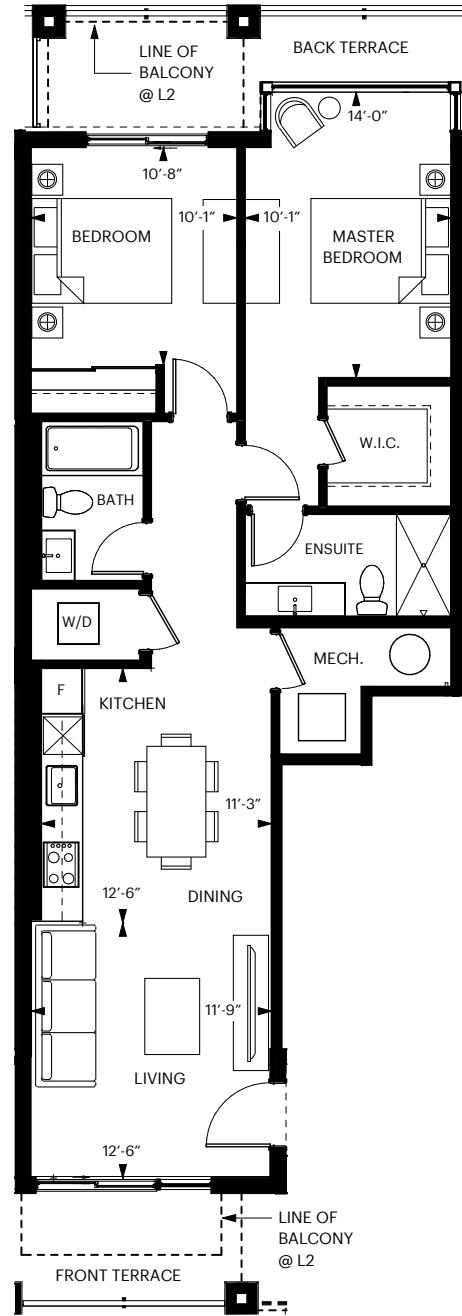 LINE OF
BALCONY
@ L2
BACK TERRACE
14'-0"
10'-8"
10'-1"
10'-1"
BEDROOM
MASTER
BEDROOM
W.I.C.
BATH
ENSUITE
W/D
MECH.
F
KITCHEN
11'-3"
12'-6"
DINING
11'-9"
LIVING
12'-6"
LINE OF
BALCONY
@ L2
FRONT TERRACE